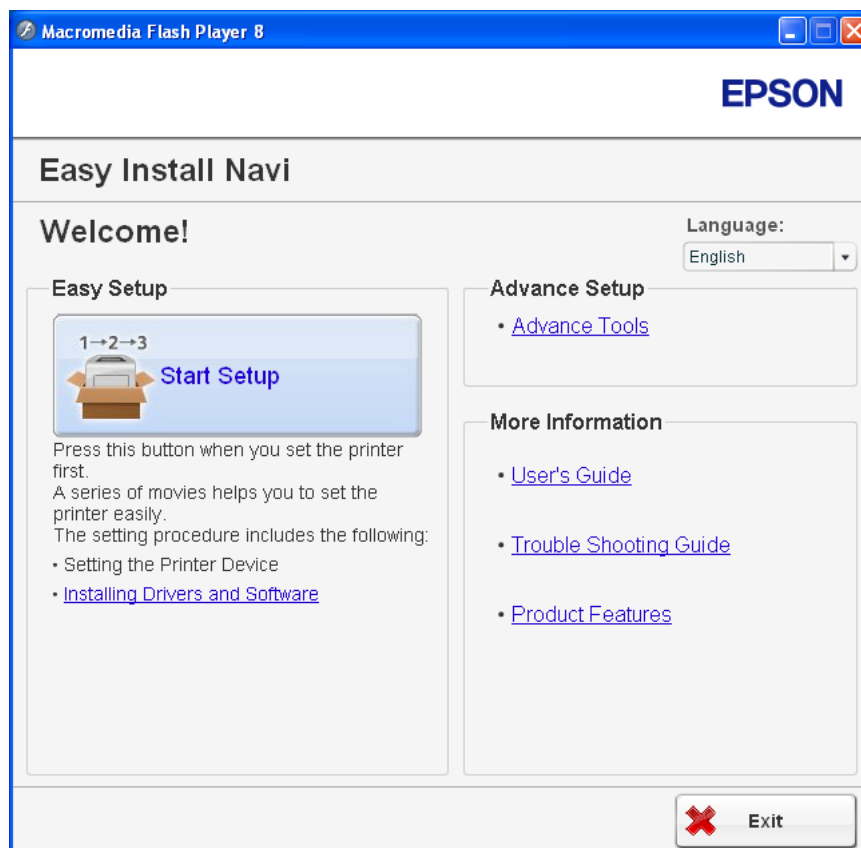 Macromedia Flash Player 8
EPSON
Easy Install Navi
Welcome!
Language:
English
Easy Setup
1→2→3
Start Setup
Press this button when you set the printer
first.
A series of movies helps you to set the
printer easily.
The setting procedure includes the following:
• Setting the Printer Device
• Installing Drivers and Software
Advance Setup
• Advance Tools
More Information
• User's Guide
• Trouble Shooting Guide
• Product Features
Exit